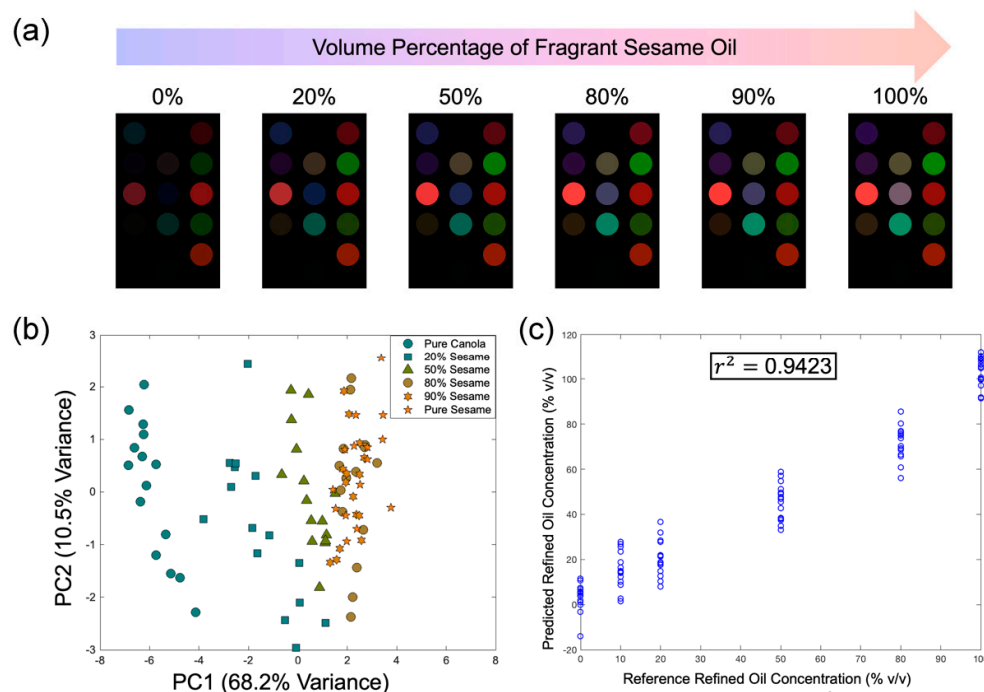 (a)
Volume Percentage of Fragrant Sesame Oil
0% 20% 50% 80% 90% 100%
(b)
3
2
1
0
-1
-2
-3
-8 -6 -4 -2 0 2 4 6 8
PC2 (10.5% Variance)
PC1 (68.2% Variance)
Pure Canola
20% Sesame
50% Sesame
80% Sesame
90% Sesame
Pure Sesame
(c)
120
100
80
60
40
20
0
-20
0 10 20 30 40 50 60 70 80 90 100
Predicted Refined Oil Concentration (% v/v)
Reference Refined Oil Concentration (% v/v)
r² = 0.9423